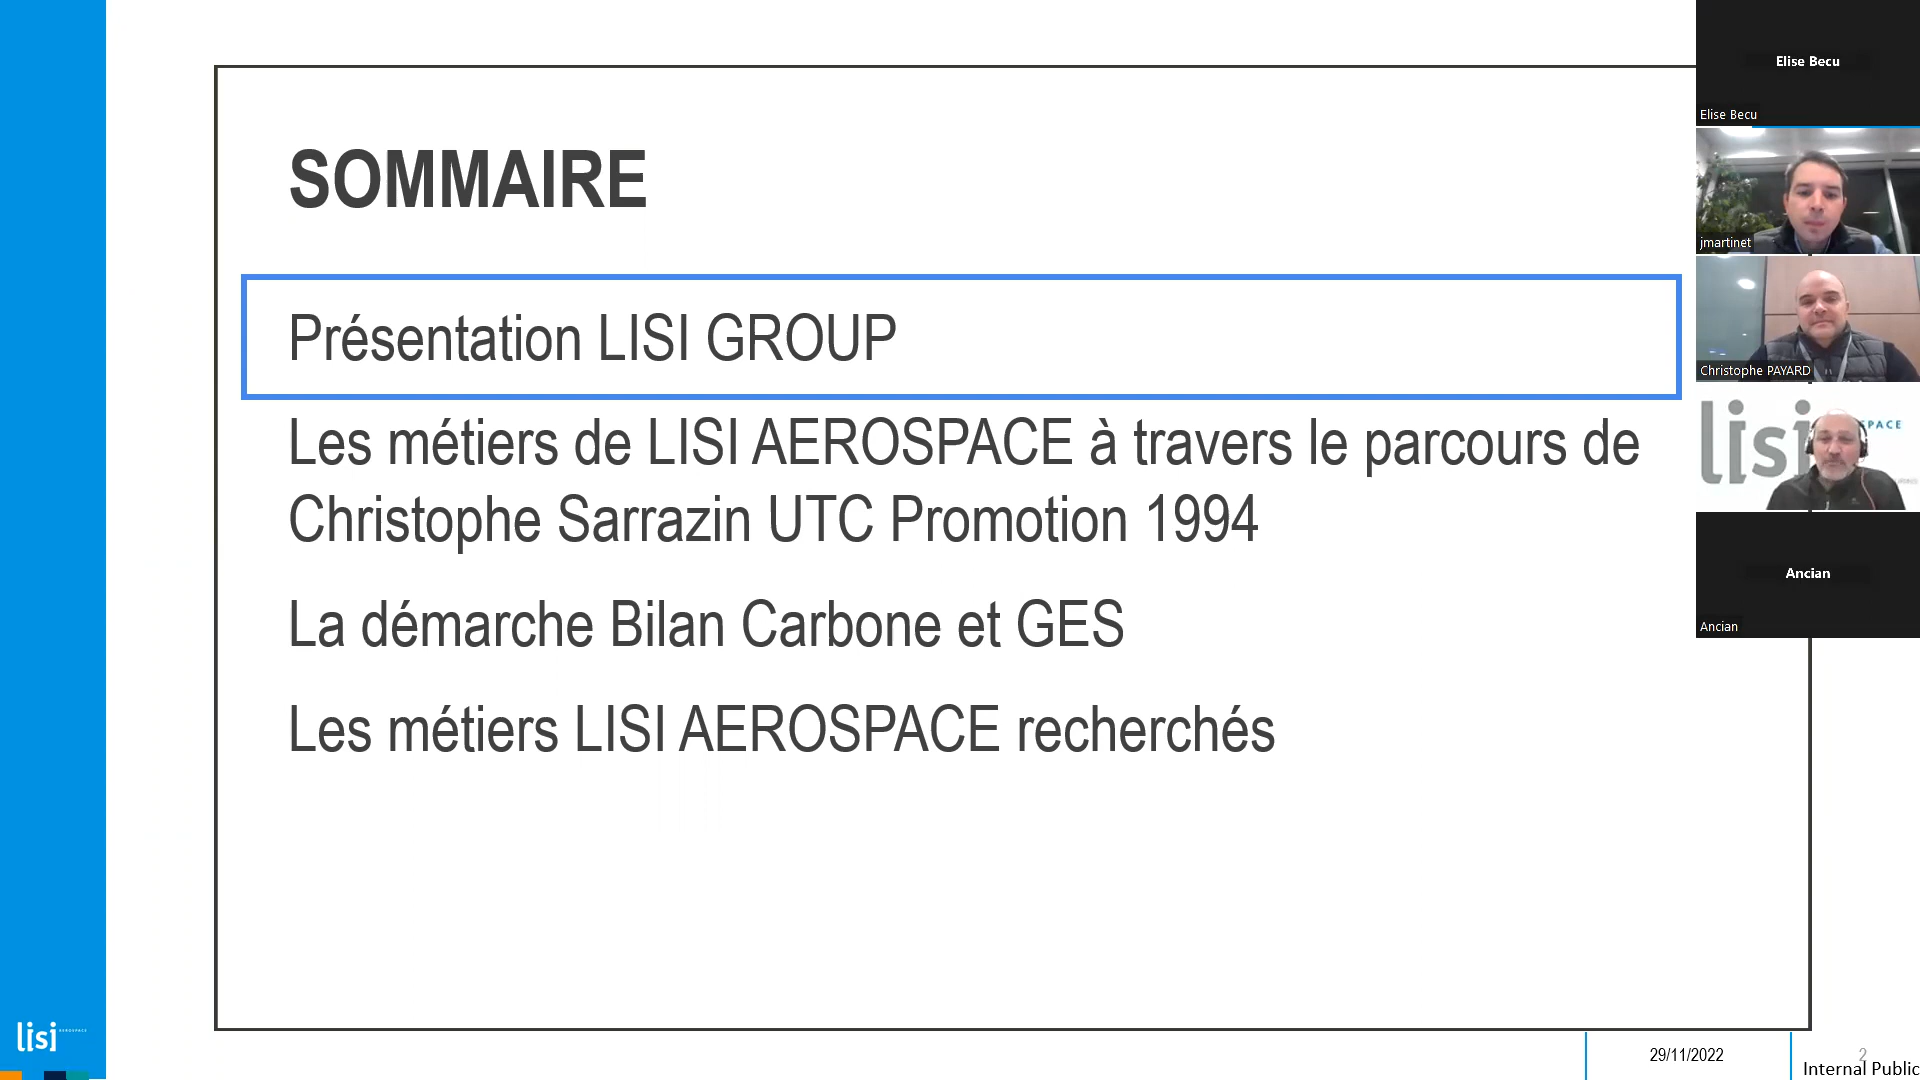 SOMMAIRE
Présentation LISI GROUP
Les métiers de LISI AEROSPACE à travers le parcours de
Christophe Sarrazin UTC Promotion 1994
La démarche Bilan Carbone et GES
Les métiers LISI AEROSPACE recherchés
Elise Becu
Elise Becu
jmartinet
Christophe PAYARD
lisi
Ancian
Ancian
lisi AEROSPACE
29/11/2022
2
Internal Public